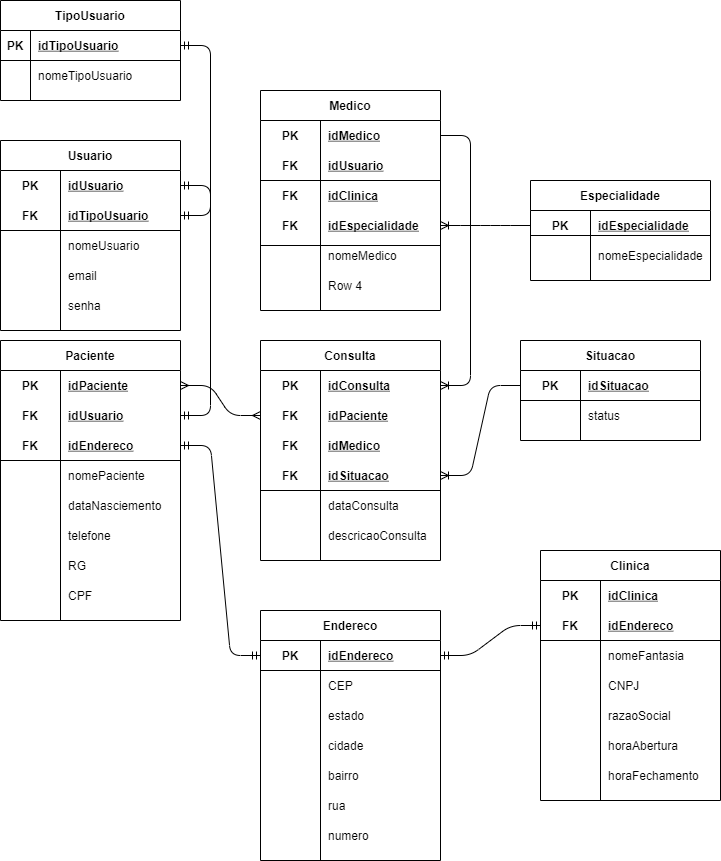 TipoUsuario
PK idTipoUsuario
nomeTipoUsuario
Usuario
PK idUsuario
FK idTipoUsuario
nomeUsuario
email
senha
Paciente
PK idPaciente
FK idUsuario
FK idEndereco
nomePaciente
dataNasciemento
telefone
RG
CPF
Medico
PK idMedico
FK idUsuario
FK idClinica
FK idEspecialidade
nomeMedico
Row 4
Especialidade
PK idEspecialidade
nomeEspecialidade
Consulta
PK idConsulta
FK idPaciente
FK idMedico
FK idSituacao
dataConsulta
descricaoConsulta
Situacao
PK idSituacao
status
Endereco
PK idEndereco
CEP
estado
cidade
bairro
rua
numero
Clinica
PK idClinica
FK idEndereco
nomeFantasia
CNPJ
razaoSocial
horaAbertura
horaFechamento